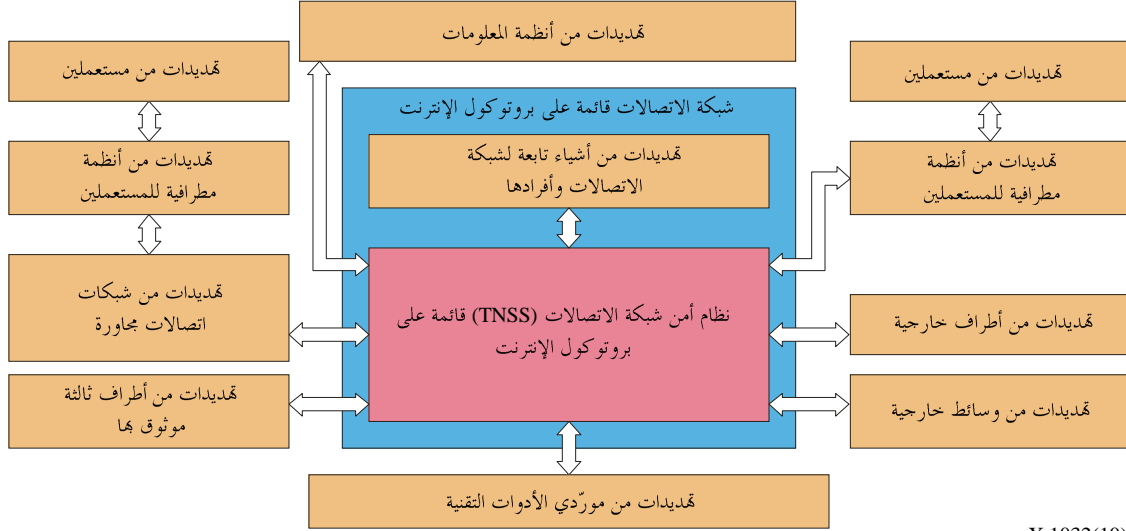 تهديدات من أنظمة المعلومات
تهديدات من مستعملين
تهديدات من مستعملين
شبكة الاتصالات قائمة على بروتوكول الإنترنت
تهديدات من أنظمة
مطرافية للمستعملين
تهديدات من أشياء تابعة لشبكة
الاتصالات وأفرادها
تهديدات من أنظمة
مطرافية للمستعملين
تهديدات من أطراف خارجية
نظام أمن شبكة الاتصالات (TNSS) قائمة على
بروتوكول الإنترنت
تهديدات من شبكات
اتصالات مجاورة
تهديدات من وسائط خارجية
تهديدات من أطراف ثالثة
موثوق بها
تهديدات من مورّدي الأدوات التقنية